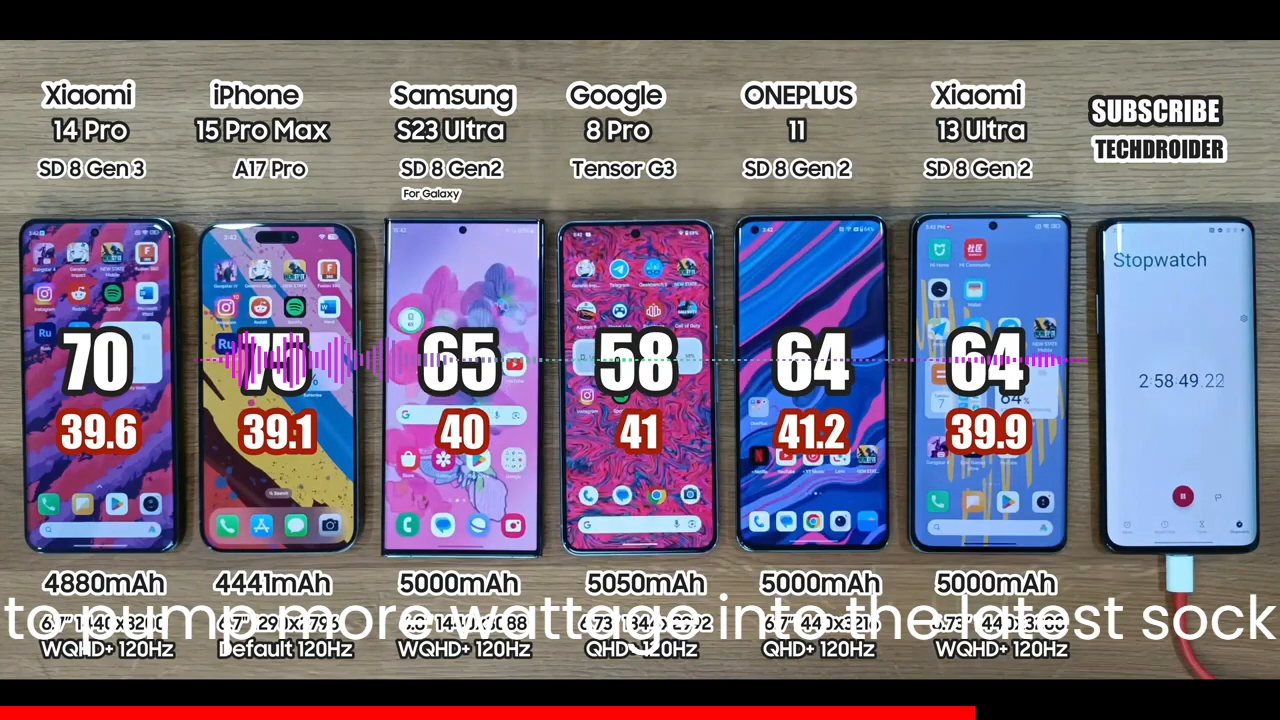 Xiaomi
14 Pro
SD 8 Gen 3
iPhone
15 Pro Max
A17 Pro
Samsung
S23 Ultra
SD 8 Gen2
For Galaxy
Google
8 Pro
Tensor G3
ONEPLUS
11
SD 8 Gen 2
Xiaomi
13 Ultra
SD 8 Gen 2
SUBSCRIBE
TECHDROIDER
Stopwatch
2:58:49.22
70
39.6
75
39.1
65
40
58
41
64
41.2
64
39.9
4880mAh
4441mAh
5000mAh
5050mAh
5000mAh
5000mAh
to pump more wattage into the latest sock
WQHD+ 120Hz
Default 120Hz
WQHD+ 120Hz
QHD+ 120Hz
QHD+ 120Hz
WQHD+ 120Hz